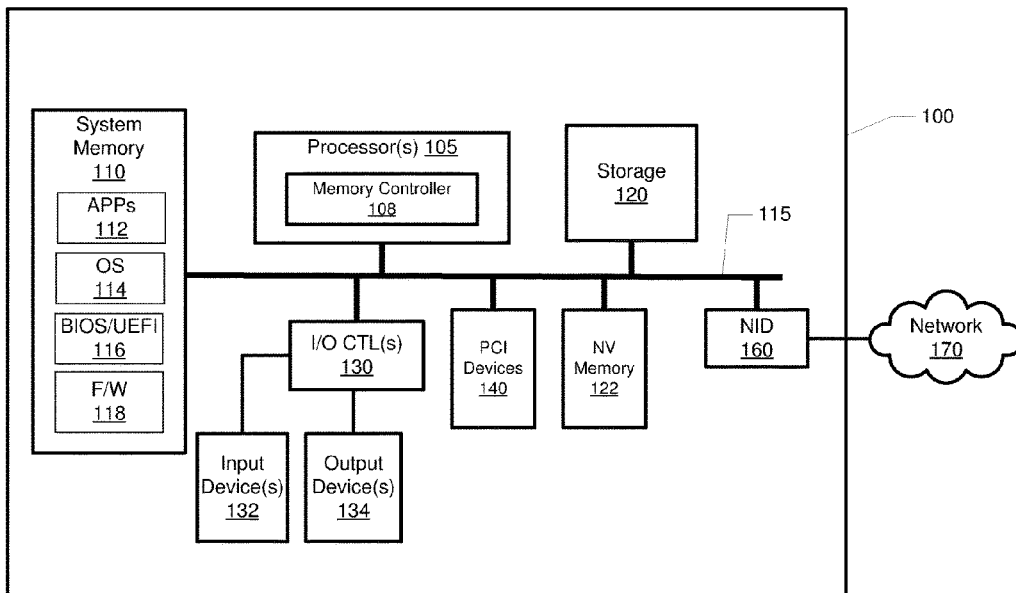 100
System
Memory
110
APPs
112
OS
114
BIOS/UEFI
116
F/W
118
Processor(s) 105
Memory Controller
108
Storage
120
115
I/O CTL(s)
130
PCI
Devices
140
NV
Memory
122
NID
160
Network
170
Input
Device(s)
132
Output
Device(s)
134